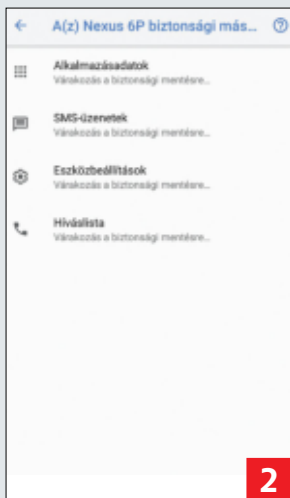 A(z) Nexus 6P biztonsági más...
Alkalmazásadatok
Várakozás a biztonsági mentésre...
SMS-üzenetek
Várakozás a biztonsági mentésre...
Eszközbeállítások
Várakozás a biztonsági mentésre...
Híváslista
Várakozás a biztonsági mentésre...
2